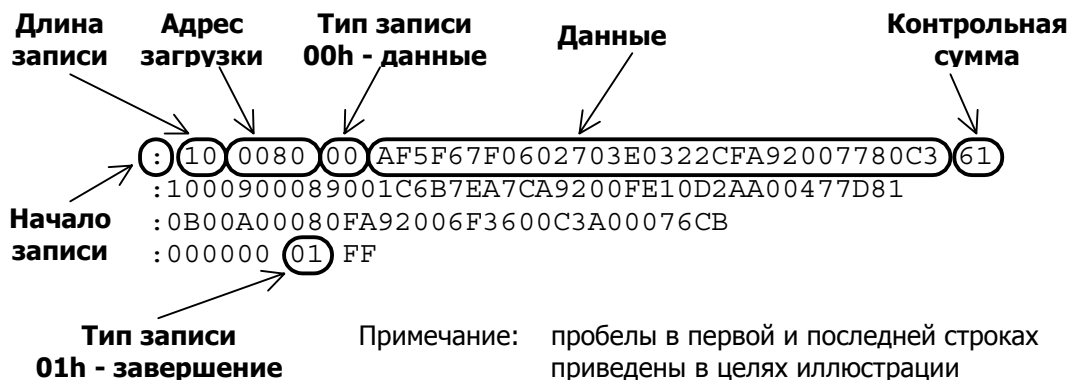 Длина записи
Адрес загрузки
Тип записи
00h - данные
Данные
Контрольная сумма
: 10 0080 00 AF5F67F0602703E0322CFA92007780C3 61
:1000900089001C6B7EA7CA9200FE10D2AA00477D81
:0B00A00080FA92006F3600C3A00076CB
:000000 01 FF
Начало записи
Тип записи
01h - завершение
Примечание: пробелы в первой и последней строках
приведены в целях иллюстрации